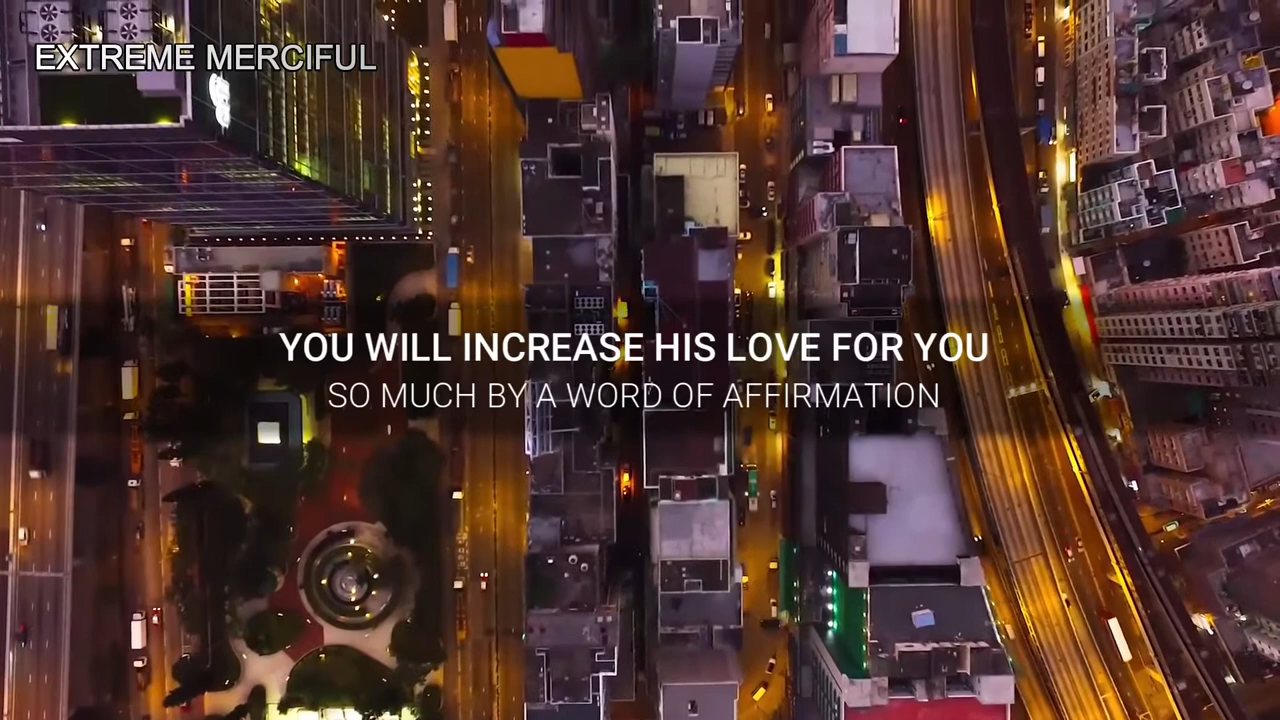 EXTREME MERCIFUL
YOU WILL INCREASE HIS LOVE FOR YOU
SO MUCH BY A WORD OF AFFIRMATION